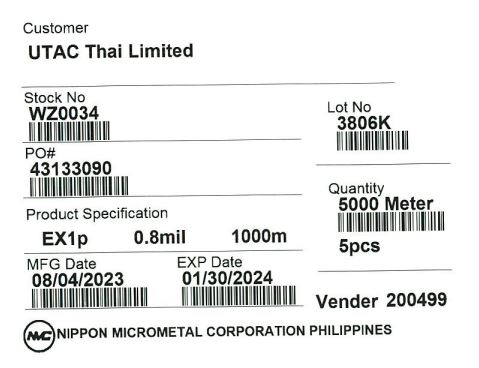 Customer
UTAC Thai Limited
Stock No
WZ0034
Lot No
3806K
PO#
43133090
Quantity
5000 Meter
5pcs
Product Specification
EX1p 0.8mil 1000m
MFG Date EXP Date
08/04/2023 01/30/2024
Vender 200499
NMC NIPPON MICROMETAL CORPORATION PHILIPPINES